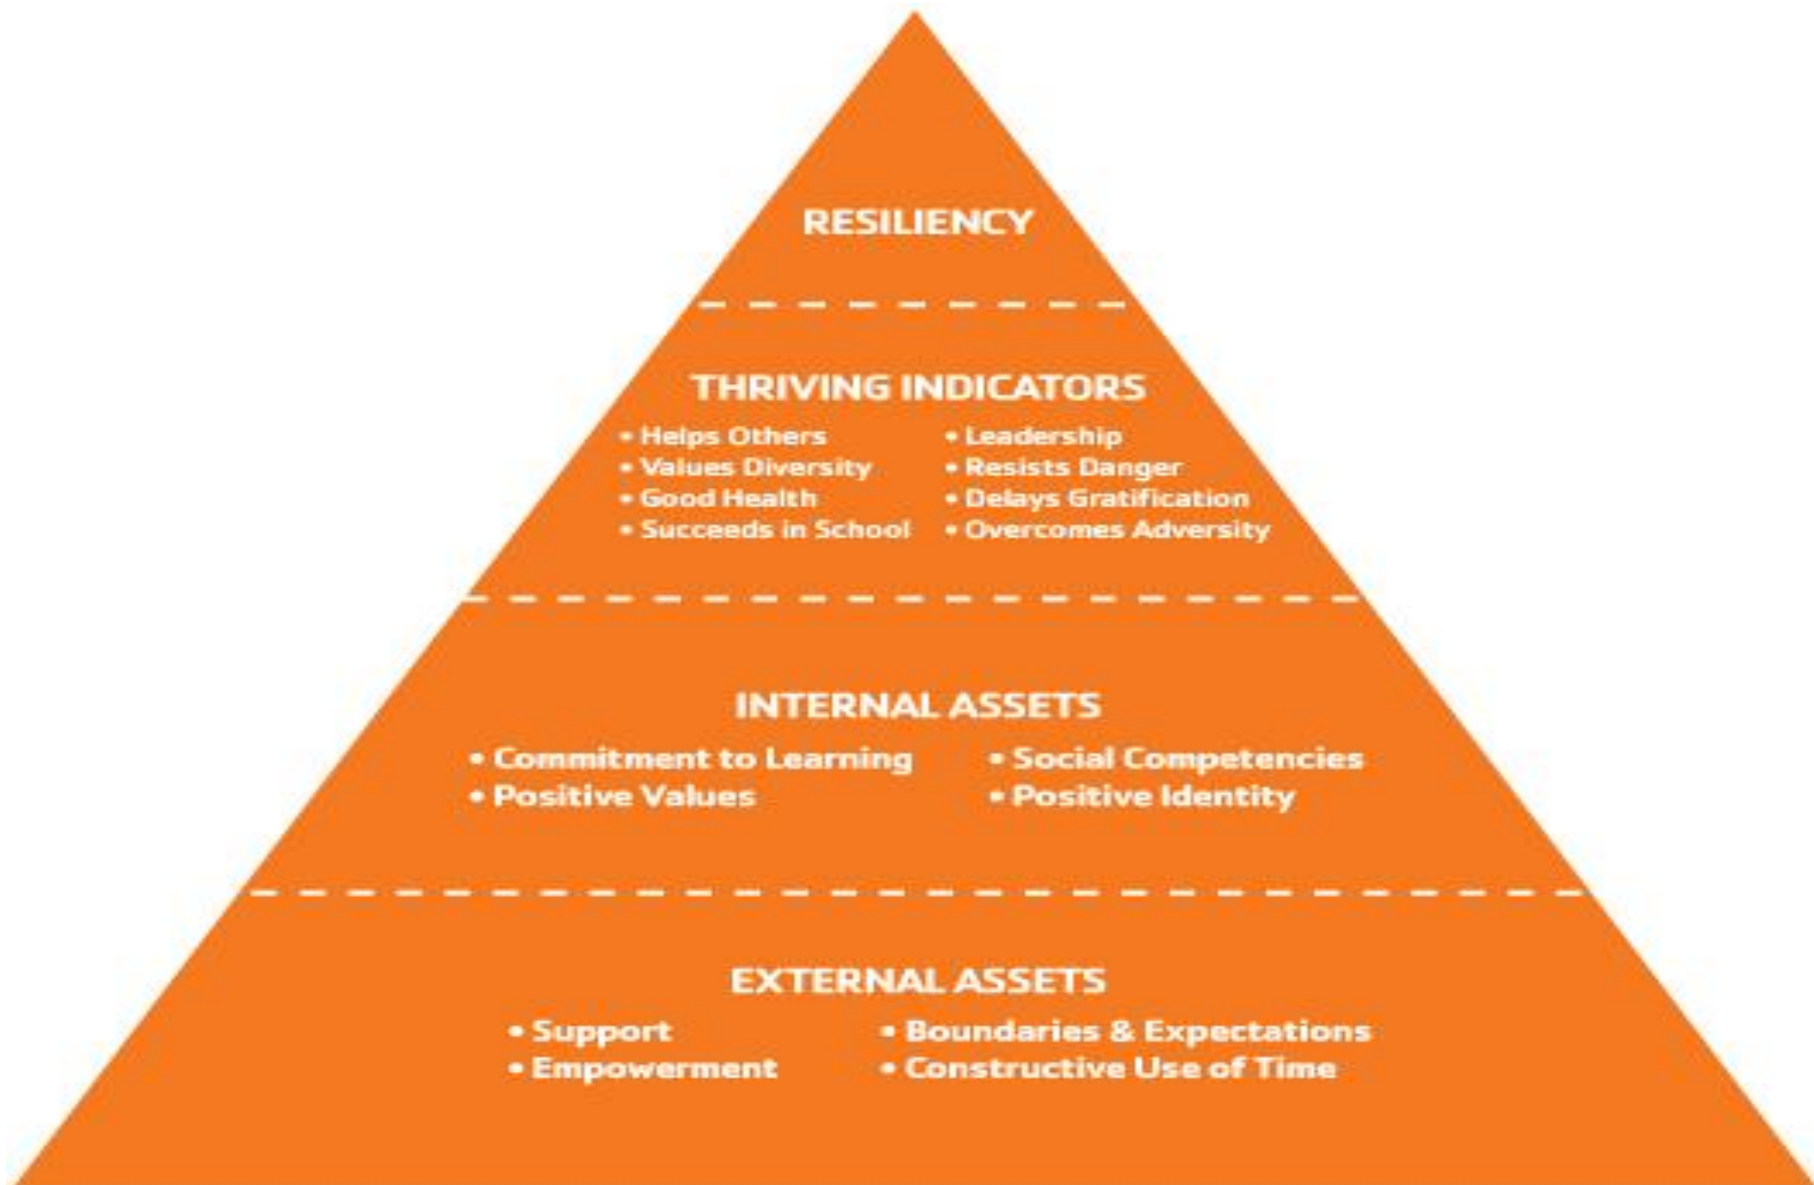 RESILIENCY
THRIVING INDICATORS
• Helps Others • Leadership
• Values Diversity • Resists Danger
• Good Health • Delays Gratification
• Succeeds in School • Overcomes Adversity
INTERNAL ASSETS
• Commitment to Learning • Social Competencies
• Positive Values • Positive Identity
EXTERNAL ASSETS
• Support • Boundaries & Expectations
• Empowerment • Constructive Use of Time